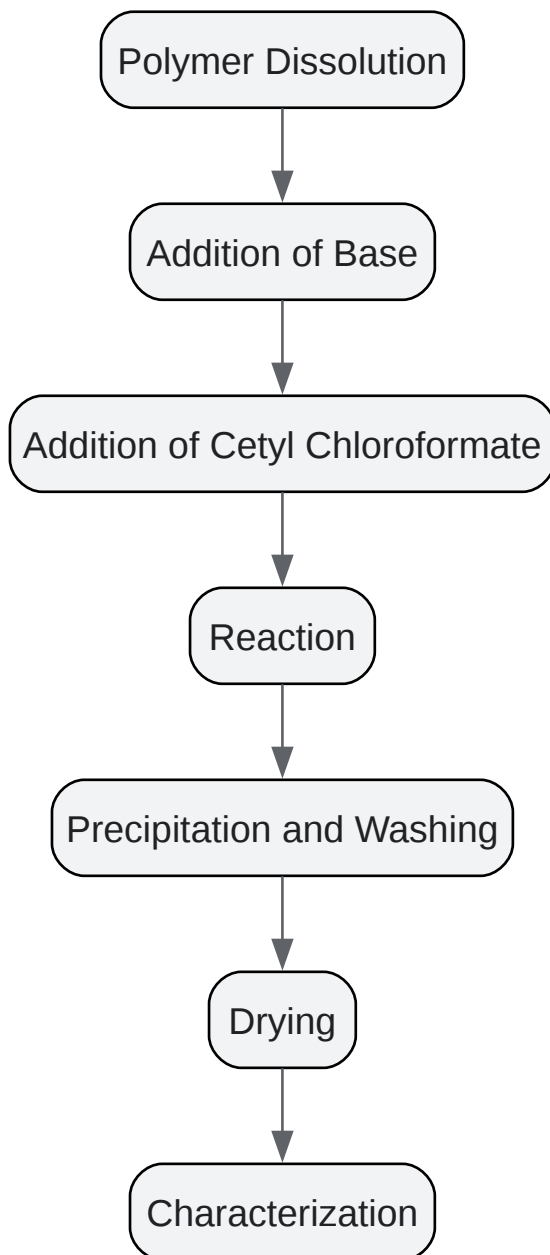 Polymer Dissolution
Addition of Base
Addition of Cetyl Chloroformate
Reaction
Precipitation and Washing
Drying
Characterization